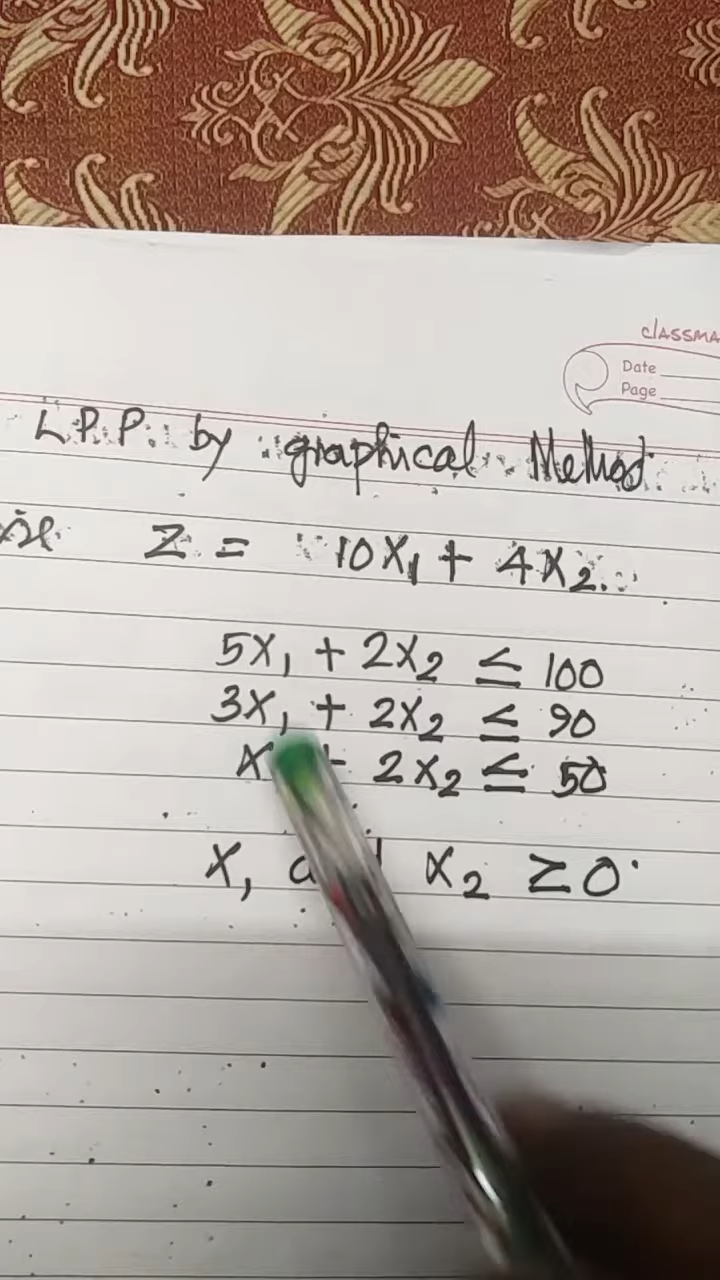 classma
Date
Page
L.P.P. by graphical Method
Z = 10x₁ + 4x₂.
5x₁ + 2x₂ ≤ 100
3x₁ + 2x₂ ≤ 90
x + 2x₂ ≤ 50
x₁ x₂ ≥ 0